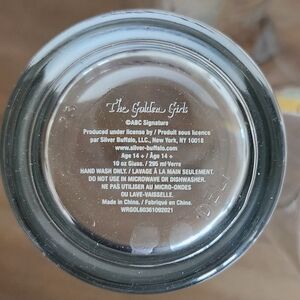 The Golden Girls
©ABC Signature
Produced under license by / Produit sous licence
par Silver Buffalo, LLC., New York, NY 10018
www.silver-buffalo.com
Age 14 + / Âge 14 +
10 oz Glass. / 295 ml Verre
HAND WASH ONLY. / LAVAGE À LA MAIN SEULEMENT.
DO NOT USE IN MICROWAVE OR DISHWASHER.
NE PAS UTILISER AU MICRO-ONDES
OU LAVE-VAISSELLE.
Made in China. / Fabriqué en Chine.
WRGOL60361092021